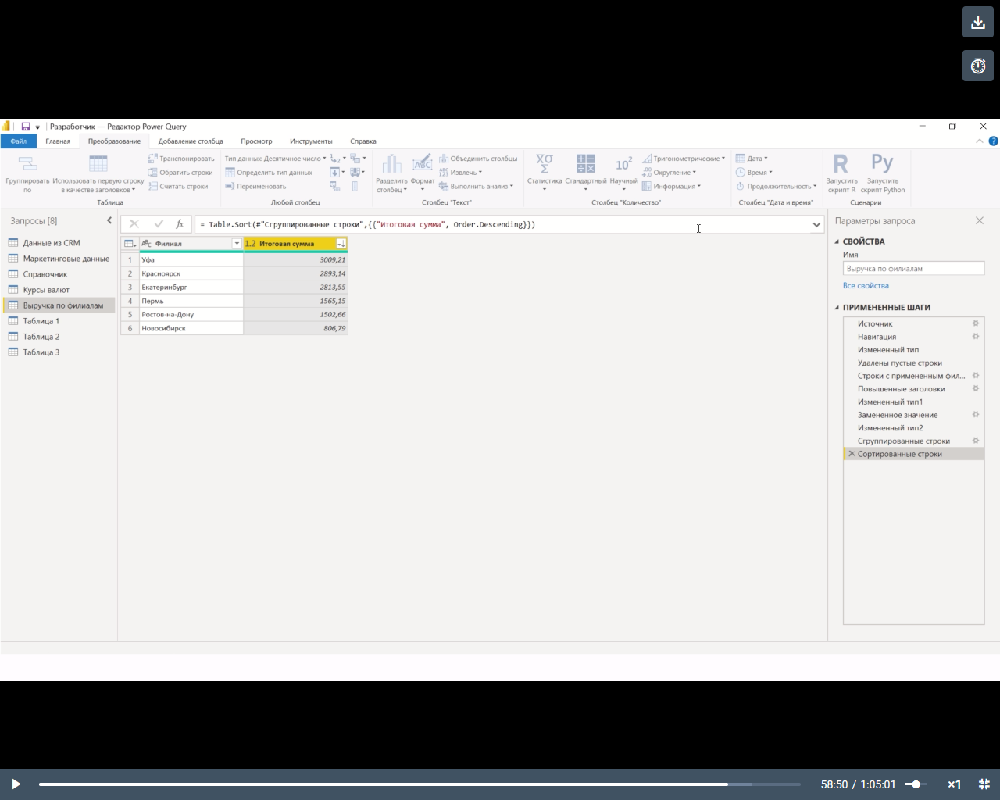 Разработчик — Редактор Power Query
Файл Главная Преобразование Добавление столбца Просмотр Инструменты Справка
Группировать по
Использовать первую строку в качестве заголовков
Транспонировать
Обратить строки
Считать строки
Таблица
Тип данных: Десятичное число
Определить тип данных
Переименовать
Любой столбец
Разделить столбец
Формат
Объединить столбцы
Извлечь
Выполнить анализ
Столбец "Текст"
Статистика
Стандартный
10²
Научный
Тригонометрические
Округление
Информация
Столбец "Количество"
Дата
Время
Продолжительность
Столбец "Дата и время"
R
Запустить скрипт R
Py
Запустить скрипт Python
Сценарии
Запросы [8]
Данные из CRM
Маркетинговые данные
Справочник
Курсы валют
Выручка по филиалам
Таблица 1
Таблица 2
Таблица 3
fx
= Table.Sort(#"Сгруппированные строки",{{"Итоговая сумма", Order.Descending}})
ABC Филиал 1.2 Итоговая сумма
1 Уфа 3009,21
2 Красноярск 2893,14
3 Екатеринбург 2813,55
4 Пермь 1565,15
5 Ростов-на-Дону 1502,66
6 Новосибирск 806,79
Параметры запроса
СВОЙСТВА
Имя
Выручка по филиалам
Все свойства
ПРИМЕНЕННЫЕ ШАГИ
Источник
Навигация
Измененный тип
Удалены пустые строки
Строки с примененным фил...
Повышенные заголовки
Измененный тип1
Замененное значение
Измененный тип2
Сгруппированные строки
Сортированные строки
58:50 / 1:05:01 ×1